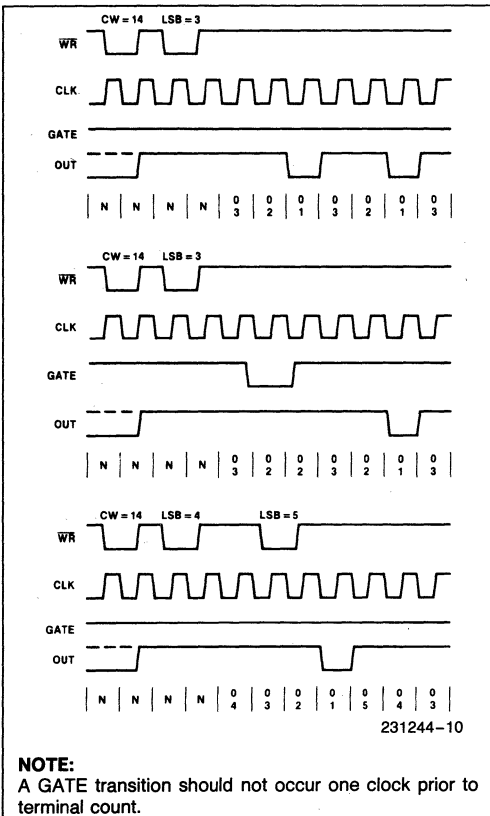 CW = 14 LSB = 3
WR
CLK
GATE
OUT
N N N N 0 3 0 2 0 1 0 3 0 2 0 1 0 3
CW = 14 LSB = 3
WR
CLK
GATE
OUT
N N N N 0 3 0 2 0 2 0 3 0 2 0 1 0 3
CW = 14 LSB = 4 LSB = 5
WR
CLK
GATE
OUT
N N N N 0 4 0 3 0 2 0 1 0 5 0 4 0 3
231244-10
NOTE:
A GATE transition should not occur one clock prior to
terminal count.